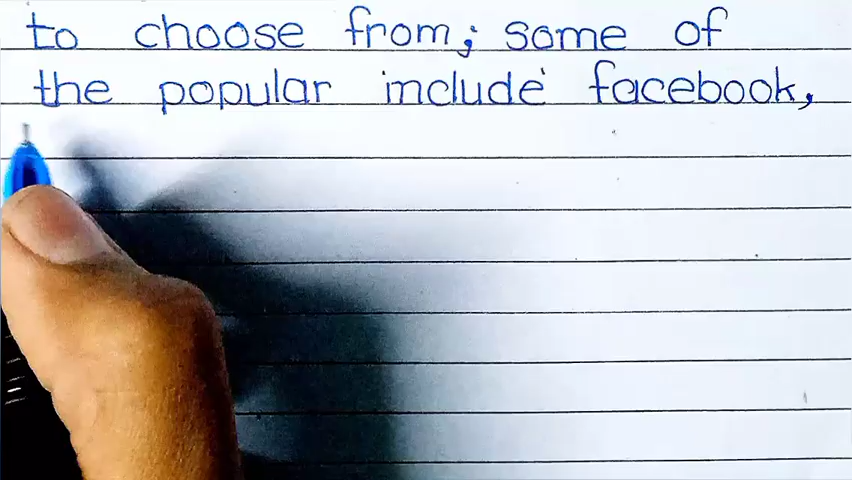 to choose from; some of
the popular include facebook,